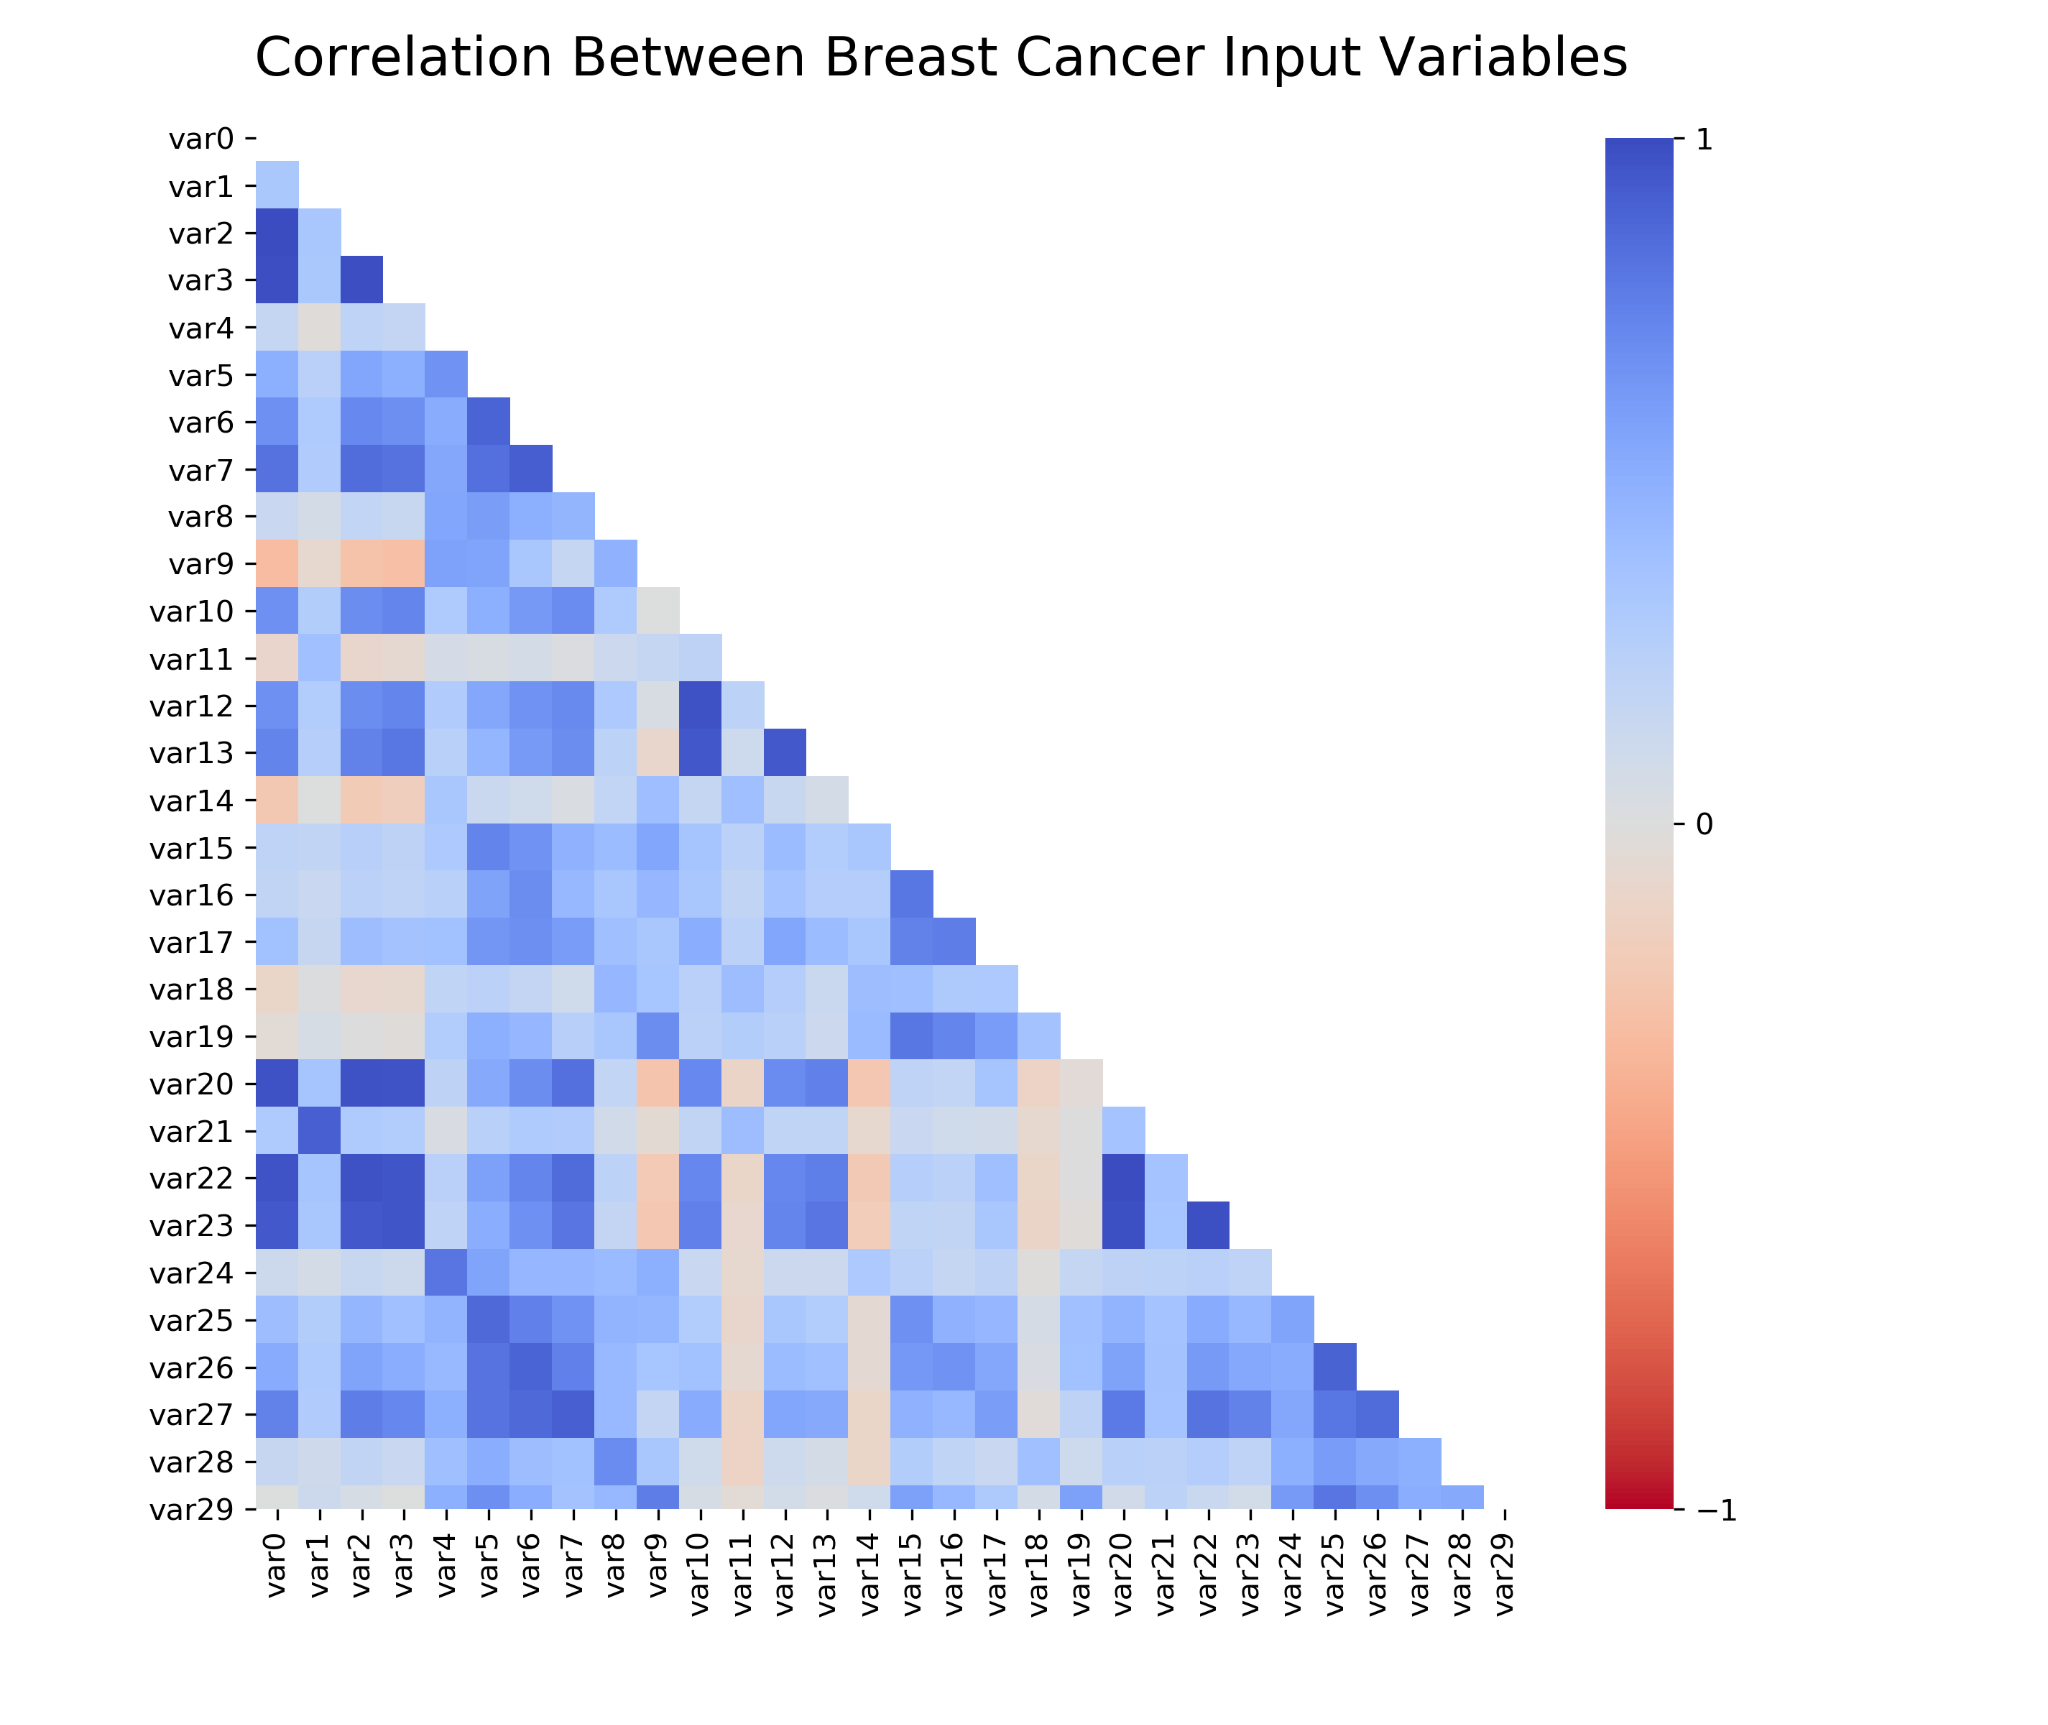 Correlation Between Breast Cancer Input Variables
var0
var1
var2
var3
var4
var5
var6
var7
var8
var9
var10
var11
var12
var13
var14
var15
var16
var17
var18
var19
var20
var21
var22
var23
var24
var25
var26
var27
var28
var29
var0 var1 var2 var3 var4 var5 var6 var7 var8 var9 var10 var11 var12 var13 var14 var15 var16 var17 var18 var19 var20 var21 var22 var23 var24 var25 var26 var27 var28 var29
1
0
−1